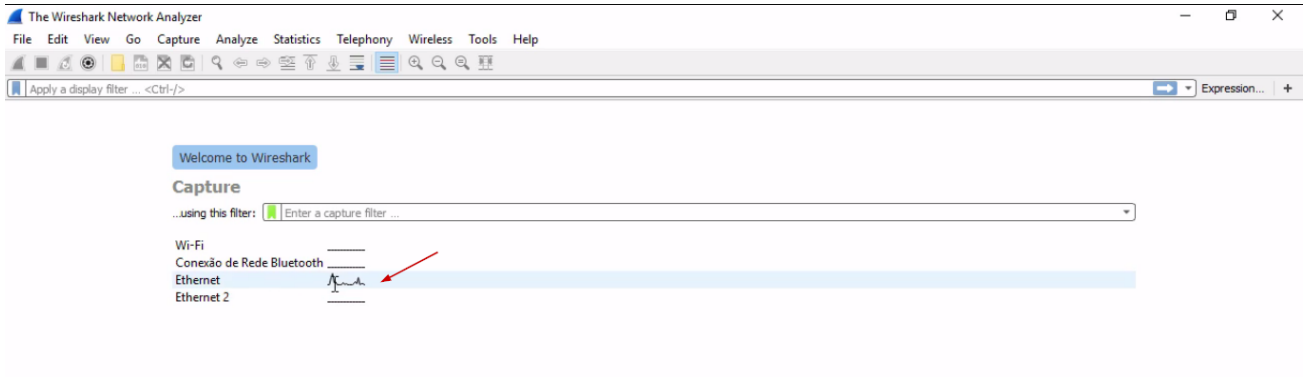 The Wireshark Network Analyzer
File Edit View Go Capture Analyze Statistics Telephony Wireless Tools Help
Apply a display filter ... <Ctrl-/>
Expression... +
Welcome to Wireshark
Capture
...using this filter: Enter a capture filter ...
Wi-Fi
Conexão de Rede Bluetooth
Ethernet
Ethernet 2